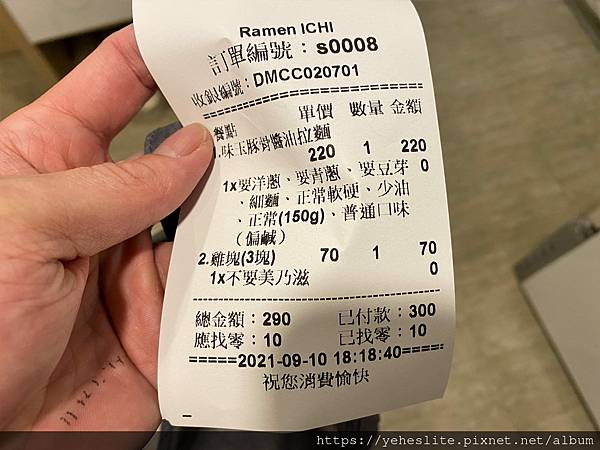 Ramen ICHI
訂單編號：s0008
收銀編號：DMCC020701
單價 數量 金額
餐點
1.味玉豚骨醬油拉麵
220 1 220
1x要洋蔥、要青蔥、要豆芽 0
、細麵、正常軟硬、少油
、正常(150g)、普通口味
（偏鹹）
2.雞塊(3塊) 70 1 70
1x不要美乃滋 0
總金額：290 已付款：300
應找零：10 已找零：10
=====2021-09-10 18:18:40=====
祝您消費愉快
https://yeheslite.pixnet.net/album